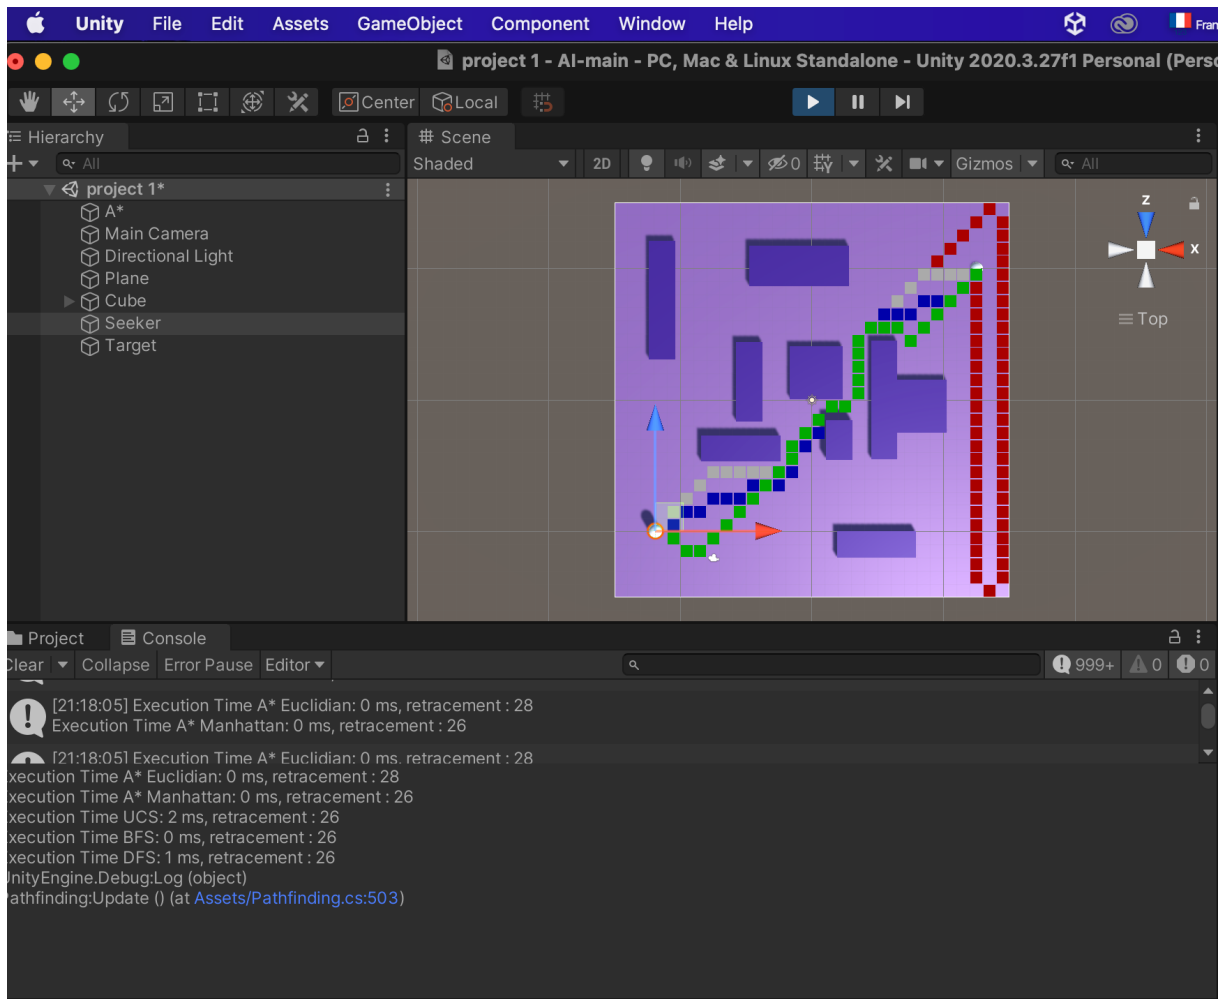 Unity File Edit Assets GameObject Component Window Help Fran
project 1 - AI-main - PC, Mac & Linux Standalone - Unity 2020.3.27f1 Personal (Perso
Center Local
Hierarchy
All
project 1*
A*
Main Camera
Directional Light
Plane
Cube
Seeker
Target
# Scene
Shaded 2D 0 Gizmos All
z
x
Top
Project Console
Clear Collapse Error Pause Editor 999+ 0 0
[21:18:05] Execution Time A* Euclidian: 0 ms, retracement : 28
Execution Time A* Manhattan: 0 ms, retracement : 26
[21:18:05] Execution Time A* Euclidian: 0 ms, retracement : 28
xecution Time A* Euclidian: 0 ms, retracement : 28
xecution Time A* Manhattan: 0 ms, retracement : 26
xecution Time UCS: 2 ms, retracement : 26
xecution Time BFS: 0 ms, retracement : 26
xecution Time DFS: 1 ms, retracement : 26
UnityEngine.Debug:Log (object)
Pathfinding:Update () (at Assets/Pathfinding.cs:503)